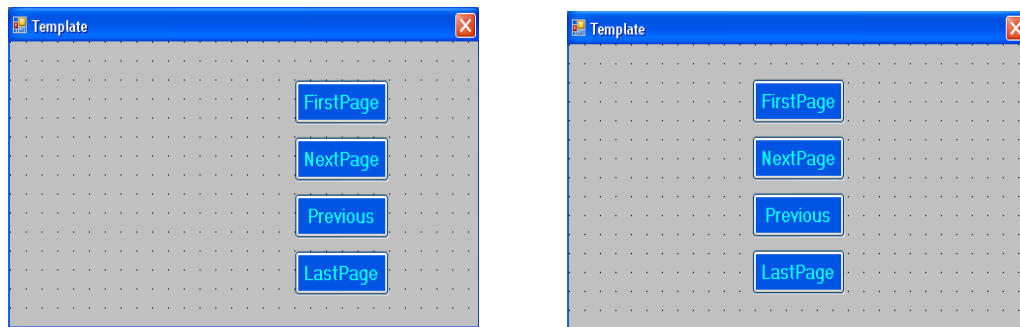 Template
FirstPage
NextPage
Previous
LastPage
Template
FirstPage
NextPage
Previous
LastPage